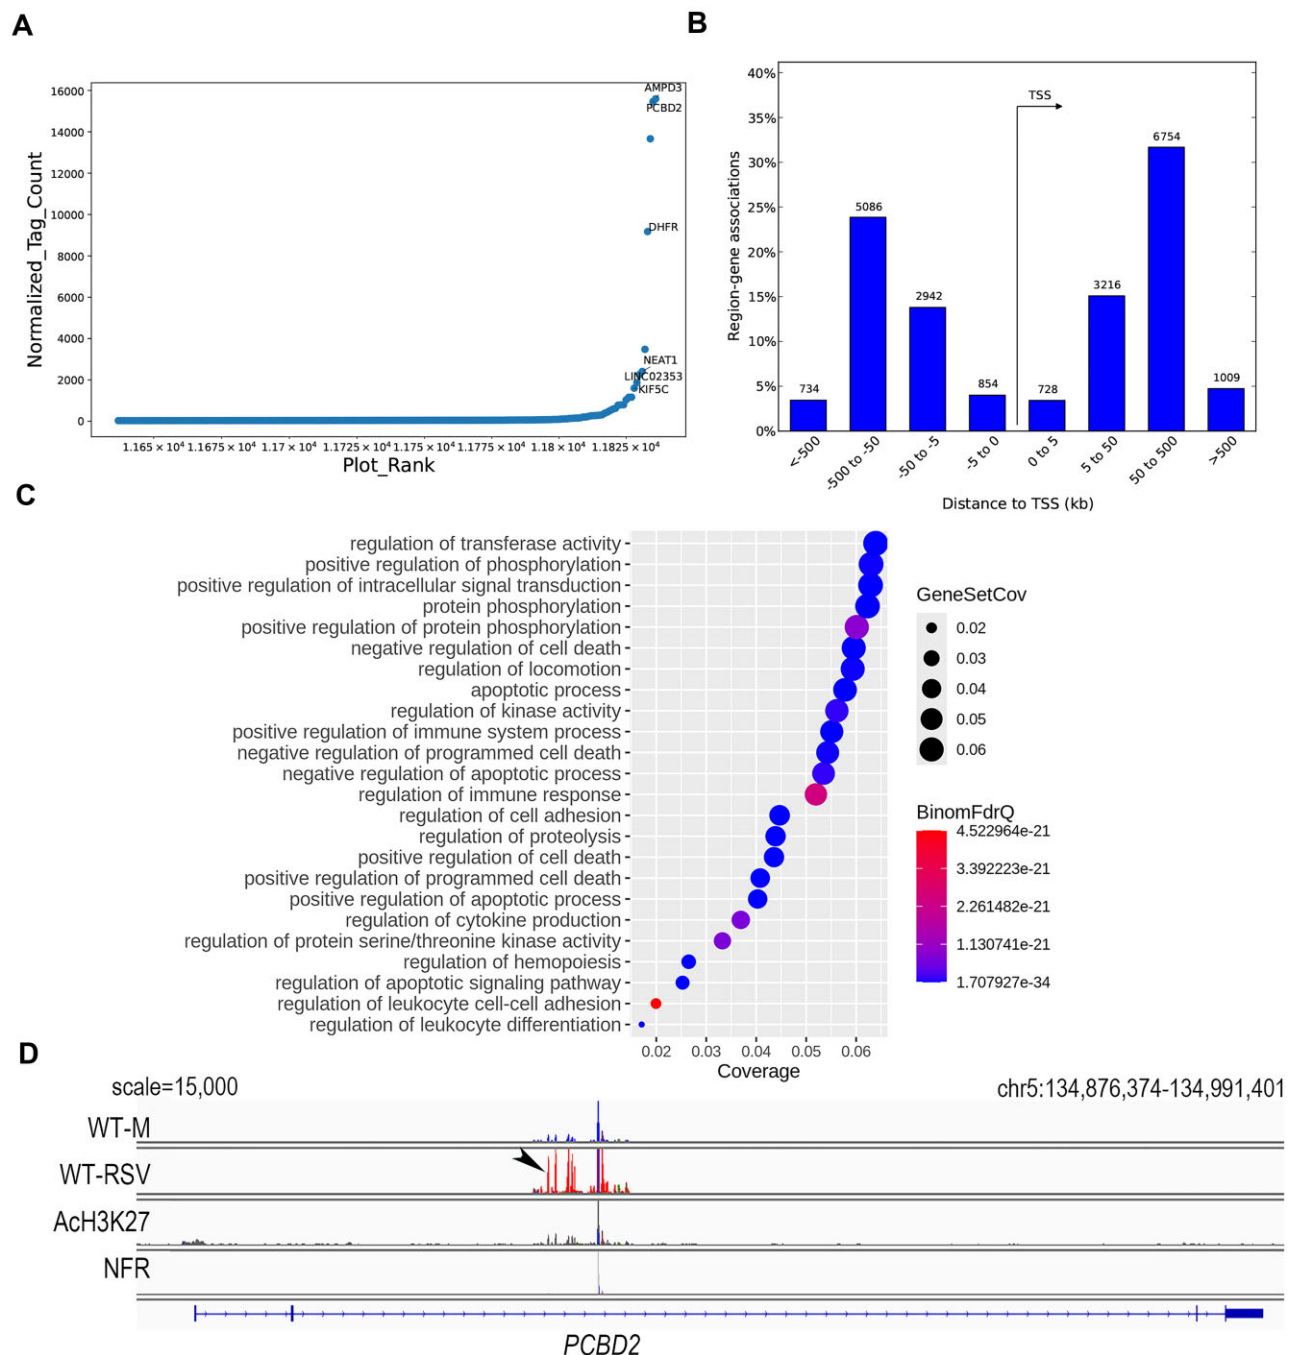 A
Normalized_Tag_Count
16000
14000
12000
10000
8000
6000
4000
2000
0
AMPD3
PCBD2
DHFR
NEAT1
LINC02353
KIF5C
1.165 × 10⁴
1.1675 × 10⁴
1.17 × 10⁴
1.1725 × 10⁴
1.175 × 10⁴
1.1775 × 10⁴
1.18 × 10⁴
1.1825 × 10⁴
Plot_Rank
B
Region-gene associations
40%
35%
30%
25%
20%
15%
10%
5%
0%
TSS
734
5086
2942
854
728
3216
6754
1009
<-500
-500 to -50
-50 to -5
-5 to 0
0 to 5
5 to 50
50 to 500
>500
Distance to TSS (kb)
C
regulation of transferase activity
positive regulation of phosphorylation
positive regulation of intracellular signal transduction
protein phosphorylation
positive regulation of protein phosphorylation
negative regulation of cell death
regulation of locomotion
apoptotic process
regulation of kinase activity
positive regulation of immune system process
negative regulation of programmed cell death
negative regulation of apoptotic process
regulation of immune response
regulation of cell adhesion
regulation of proteolysis
positive regulation of cell death
positive regulation of programmed cell death
positive regulation of apoptotic process
regulation of cytokine production
regulation of protein serine/threonine kinase activity
regulation of hemopoiesis
regulation of apoptotic signaling pathway
regulation of leukocyte cell-cell adhesion
regulation of leukocyte differentiation
0.02 0.03 0.04 0.05 0.06
Coverage
GeneSetCov
0.02
0.03
0.04
0.05
0.06
BinomFdrQ
4.522964e-21
3.392223e-21
2.261482e-21
1.130741e-21
1.707927e-34
D
scale=15,000
chr5:134,876,374-134,991,401
WT-M
WT-RSV
AcH3K27
NFR
PCBD2